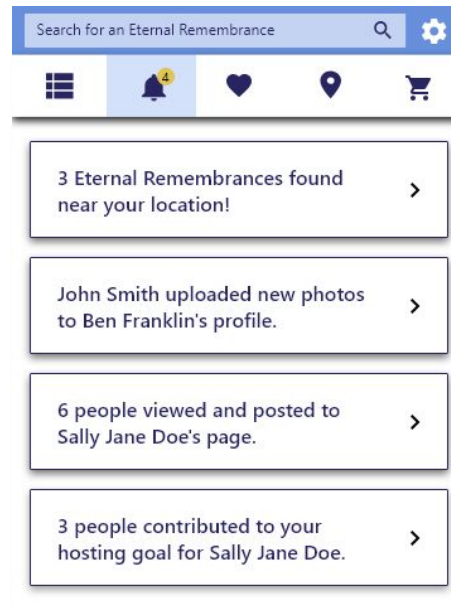 Search for an Eternal Remembrance
4
3 Eternal Remembrances found
near your location!
John Smith uploaded new photos
to Ben Franklin's profile.
6 people viewed and posted to
Sally Jane Doe's page.
3 people contributed to your
hosting goal for Sally Jane Doe.